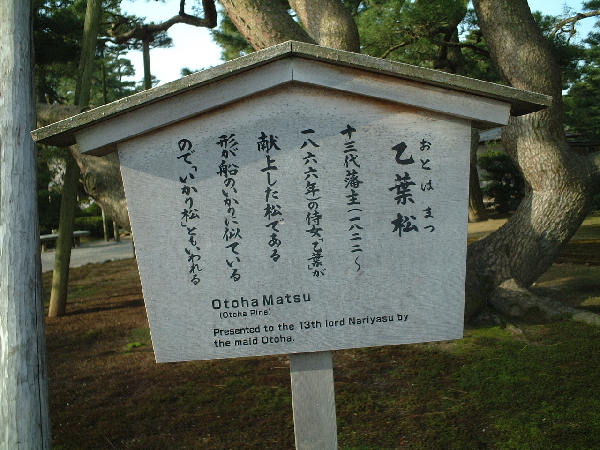 おとは まつ
乙葉松
十三代藩主(一八二二〜
一八六六年)の侍女「乙葉」が
献上した松である
形が船のいかりに似ている
ので、「いかり松」ともいわれる
Otoha Matsu
(Otoha Pine)
Presented to the 13th lord Nariyasu by
the maid Otoha.